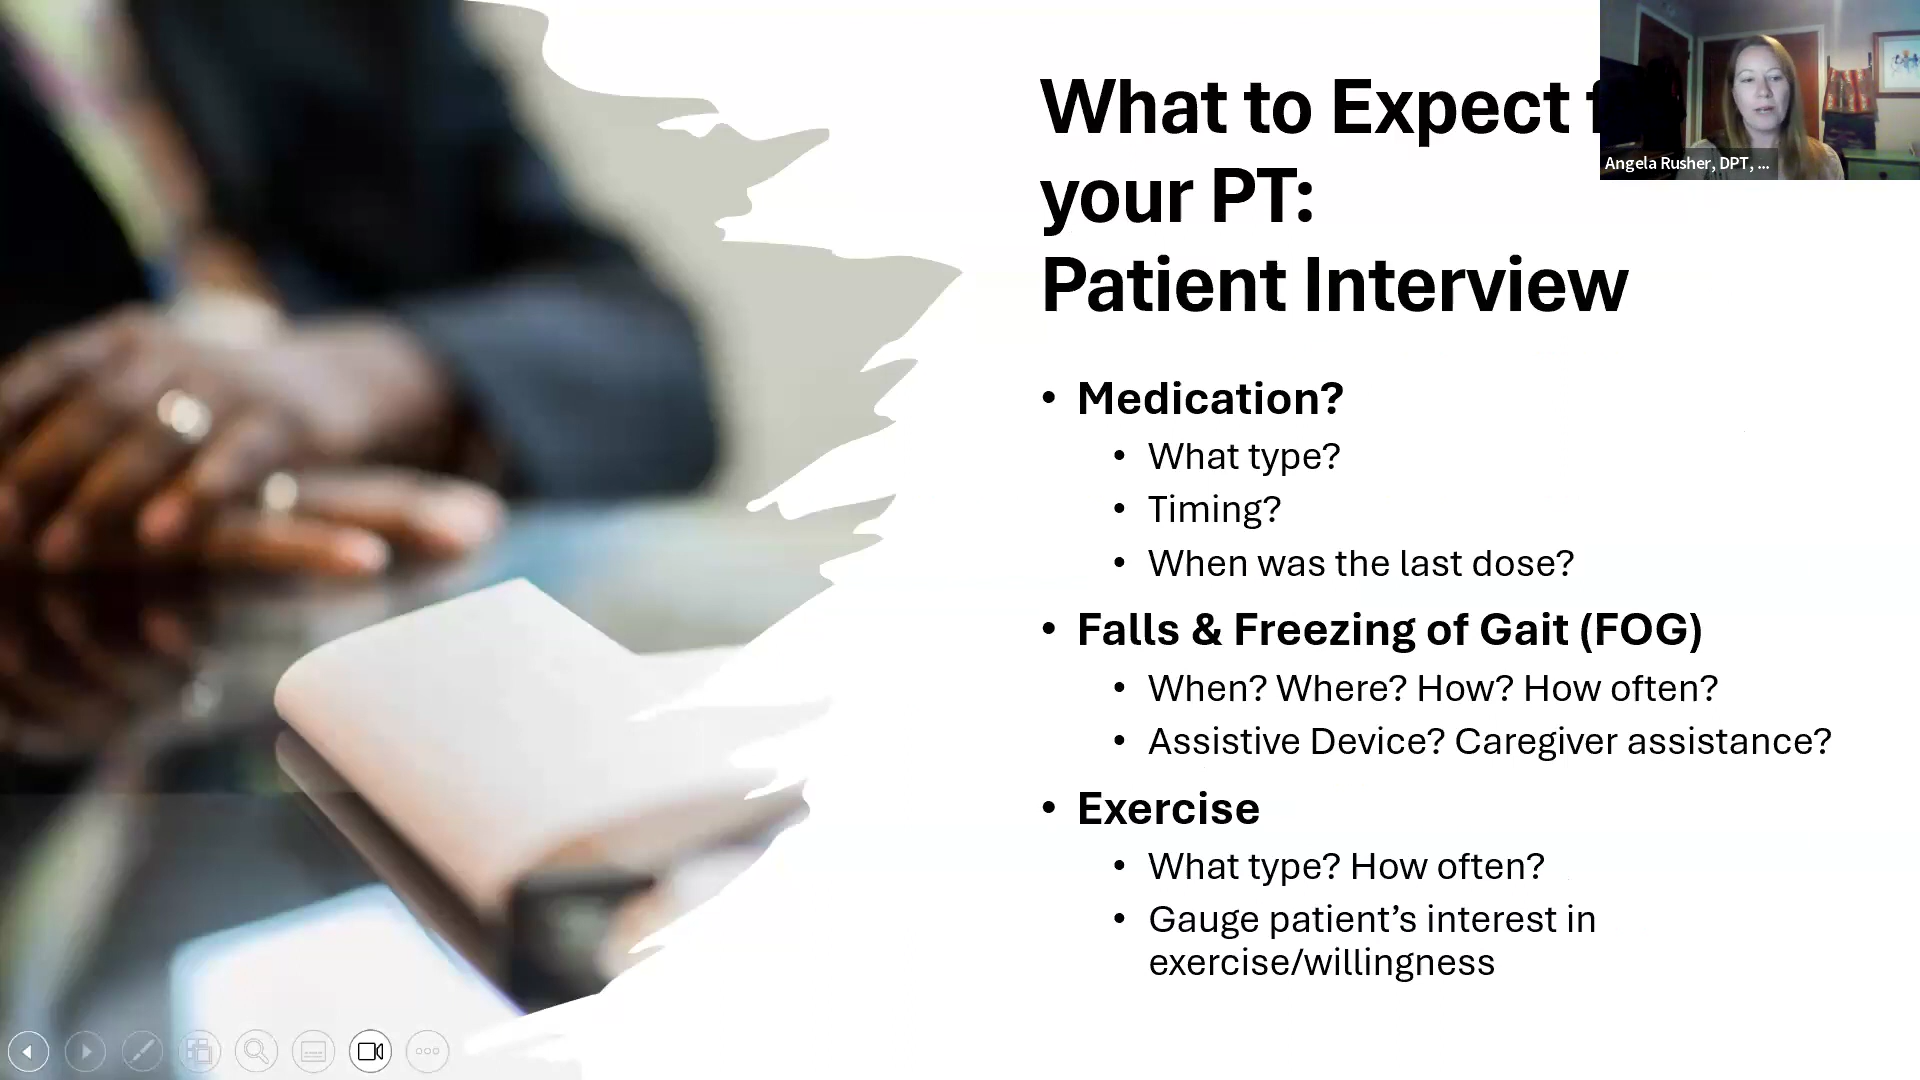 What to Expect
your PT:
Patient Interview
Angela Rusher, DPT, ...
• Medication?
• What type?
• Timing?
• When was the last dose?
• Falls & Freezing of Gait (FOG)
• When? Where? How? How often?
• Assistive Device? Caregiver assistance?
• Exercise
• What type? How often?
• Gauge patient’s interest in
exercise/willingness